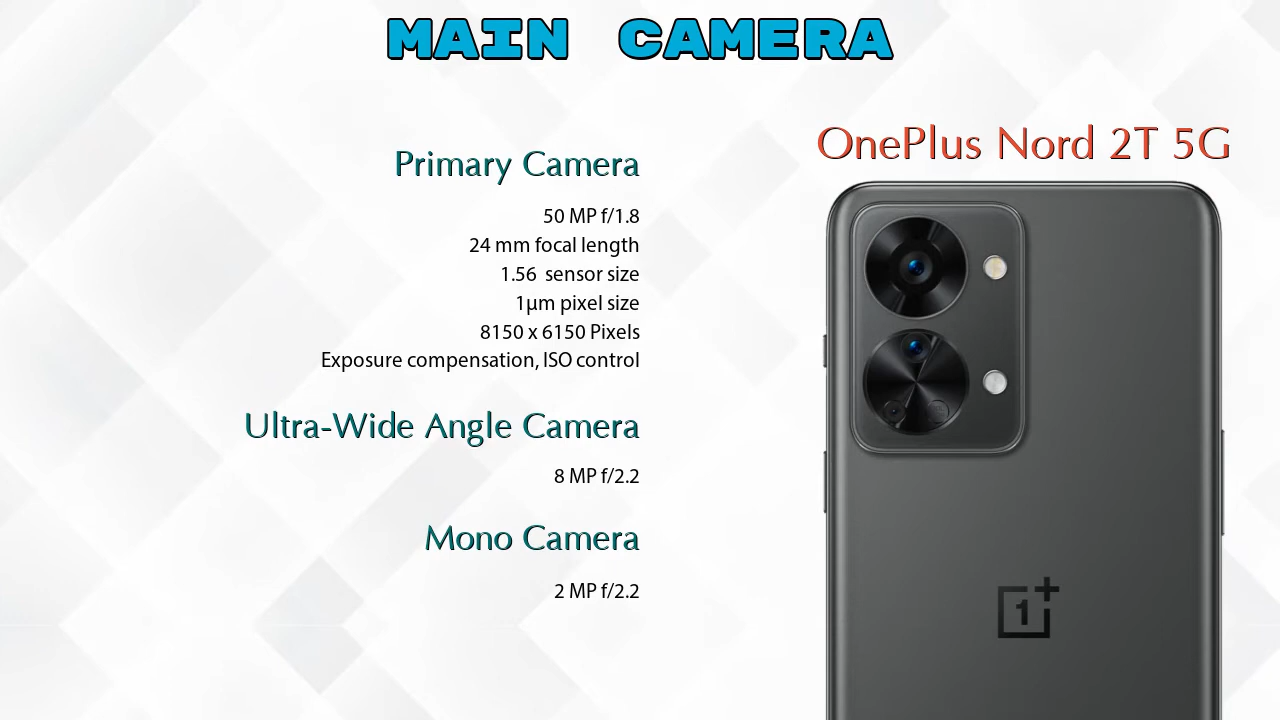 MAIN CAMERA
OnePlus Nord 2T 5G
Primary Camera
50 MP f/1.8
24 mm focal length
1.56 sensor size
1µm pixel size
8150 x 6150 Pixels
Exposure compensation, ISO control
Ultra-Wide Angle Camera
8 MP f/2.2
Mono Camera
2 MP f/2.2
1+